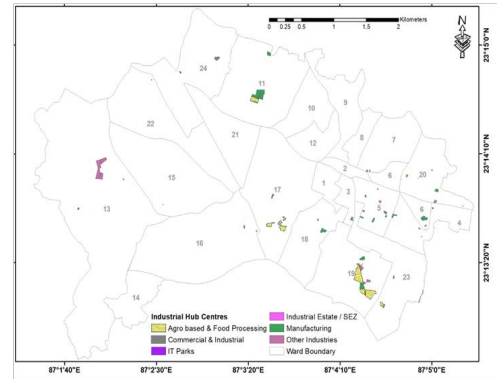 0 0.25 0.5 1 1.5 2
Kilometers
N
23°15'0"N
23°14'10"N
23°13'20"N
24
11
10
9
8
7
22
21
12
15
2
6
20
1
3
17
5
6
4
13
16
18
19
23
14
Industrial Hub Centres
Agro based & Food Processing
Commercial & Industrial
IT Parks
Industrial Estate / SEZ
Manufacturing
Other Industries
Ward Boundary
87°1'40"E 87°2'30"E 87°3'20"E 87°4'10"E 87°5'0"E